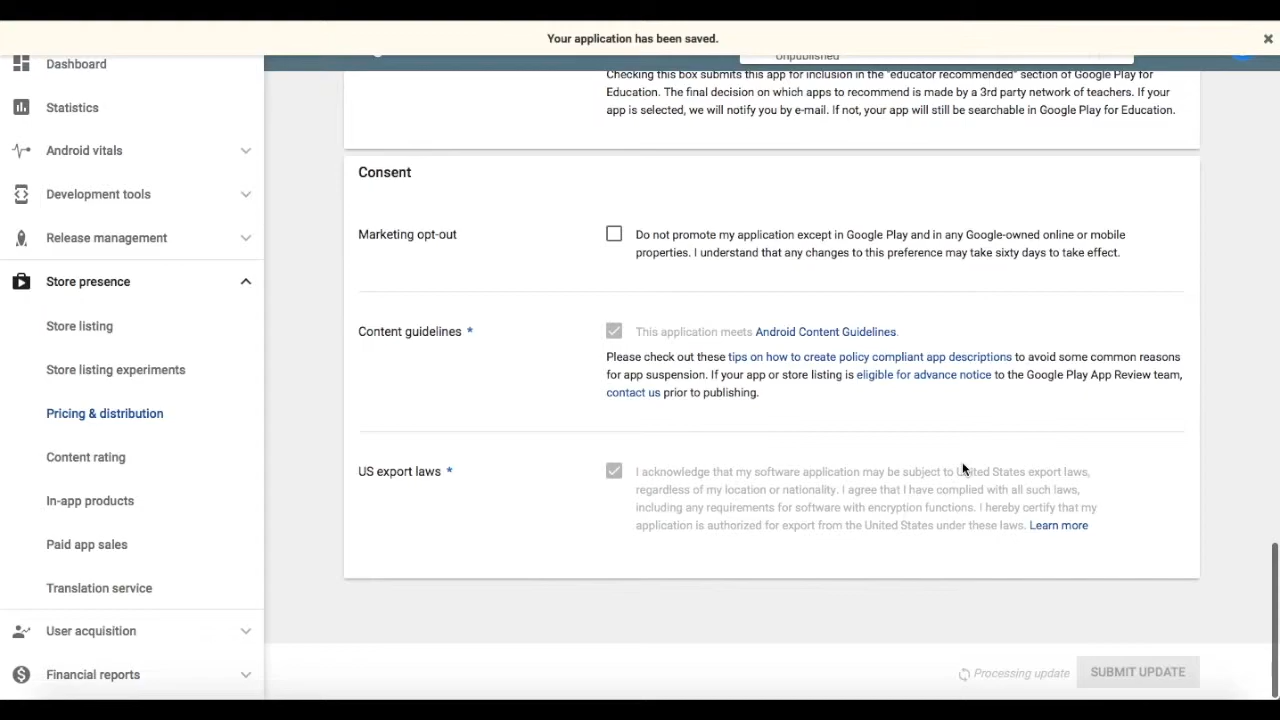 Your application has been saved.
Dashboard
Statistics
Android vitals
Development tools
Release management
Store presence
Store listing
Store listing experiments
Pricing & distribution
Content rating
In-app products
Paid app sales
Translation service
User acquisition
Financial reports
Unpublished
Checking this box submits this app for inclusion in the "educator recommended" section of Google Play for
Education. The final decision on which apps to recommend is made by a 3rd party network of teachers. If your
app is selected, we will notify you by e-mail. If not, your app will still be searchable in Google Play for Education.
Consent
Marketing opt-out
Do not promote my application except in Google Play and in any Google-owned online or mobile
properties. I understand that any changes to this preference may take sixty days to take effect.
Content guidelines *
This application meets Android Content Guidelines.
Please check out these tips on how to create policy compliant app descriptions to avoid some common reasons
for app suspension. If your app or store listing is eligible for advance notice to the Google Play App Review team,
contact us prior to publishing.
US export laws *
I acknowledge that my software application may be subject to United States export laws,
regardless of my location or nationality. I agree that I have complied with all such laws,
including any requirements for software with encryption functions. I hereby certify that my
application is authorized for export from the United States under these laws. Learn more
Processing update
SUBMIT UPDATE